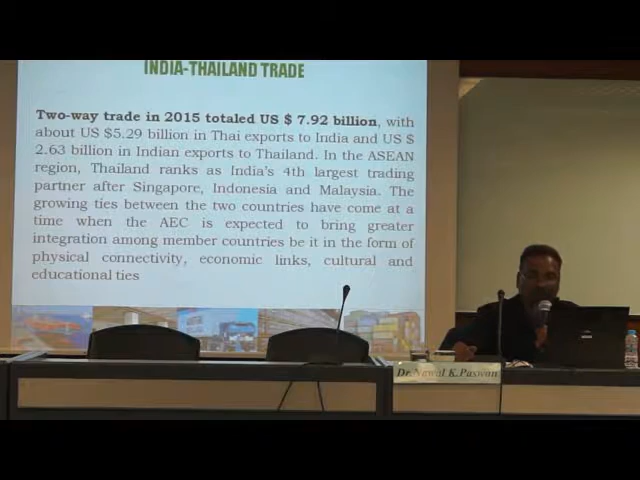 INDIA-THAILAND TRADE
Two-way trade in 2015 totaled US $ 7.92 billion, with
about US $5.29 billion in Thai exports to India and US $
2.63 billion in Indian exports to Thailand. In the ASEAN
region, Thailand ranks as India's 4th largest trading
partner after Singapore, Indonesia and Malaysia. The
growing ties between the two countries have come at a
time when the AEC is expected to bring greater
integration among member countries be it in the form of
physical connectivity, economic links, cultural and
educational ties
Dr.Nawal K.Paswan